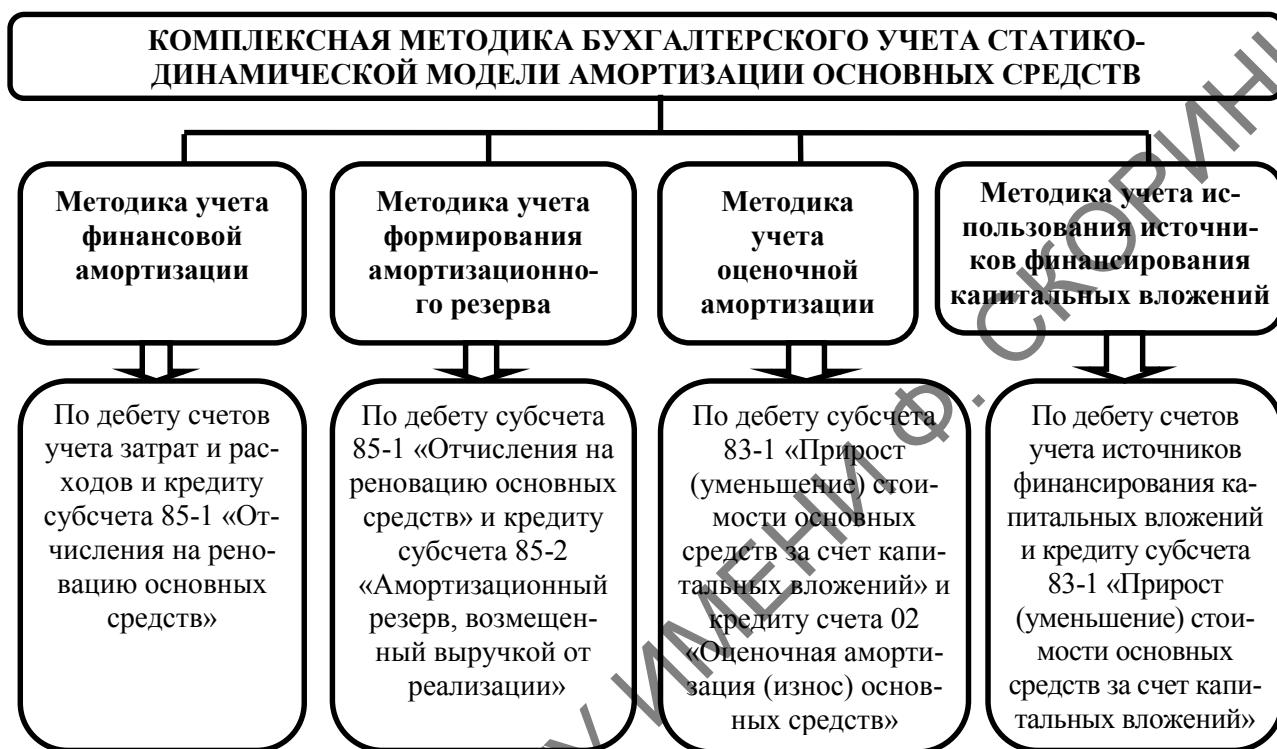 КОМПЛЕКСНАЯ МЕТОДИКА БУХГАЛТЕРСКОГО УЧЕТА СТАТИКО-
ДИНАМИЧЕСКОЙ МОДЕЛИ АМОРТИЗАЦИИ ОСНОВНЫХ СРЕДСТВ
Методика учета
финансовой
амортизации
Методика учета
формирования
амортизационно-
го резерва
Методика
учета
оценочной
амортизации
Методика учета ис-
пользования источни-
ков финансирования
капитальных вложений
По дебету счетов
учета затрат и рас-
ходов и кредиту
субсчета 85-1 «От-
числения на рено-
вацию основных
средств»
По дебету субсчета
85-1 «Отчисления на
реновацию основных
средств» и кредиту
субсчета 85-2
«Амортизационный
резерв, возмещен-
ный выручкой от
реализации»
По дебету субсчета
83-1 «Прирост
(уменьшение) стои-
мости основных
средств за счет капи-
тальных вложений» и
кредиту счета 02
«Оценочная аморти-
зация (износ) основ-
ных средств»
По дебету счетов
учета источников
финансирования ка-
питальных вложений
и кредиту субсчета
83-1 «Прирост
(уменьшение) стои-
мости основных
средств за счет капи-
тальных вложений»
ИМЕНИ Ф. СКОРИНЫ